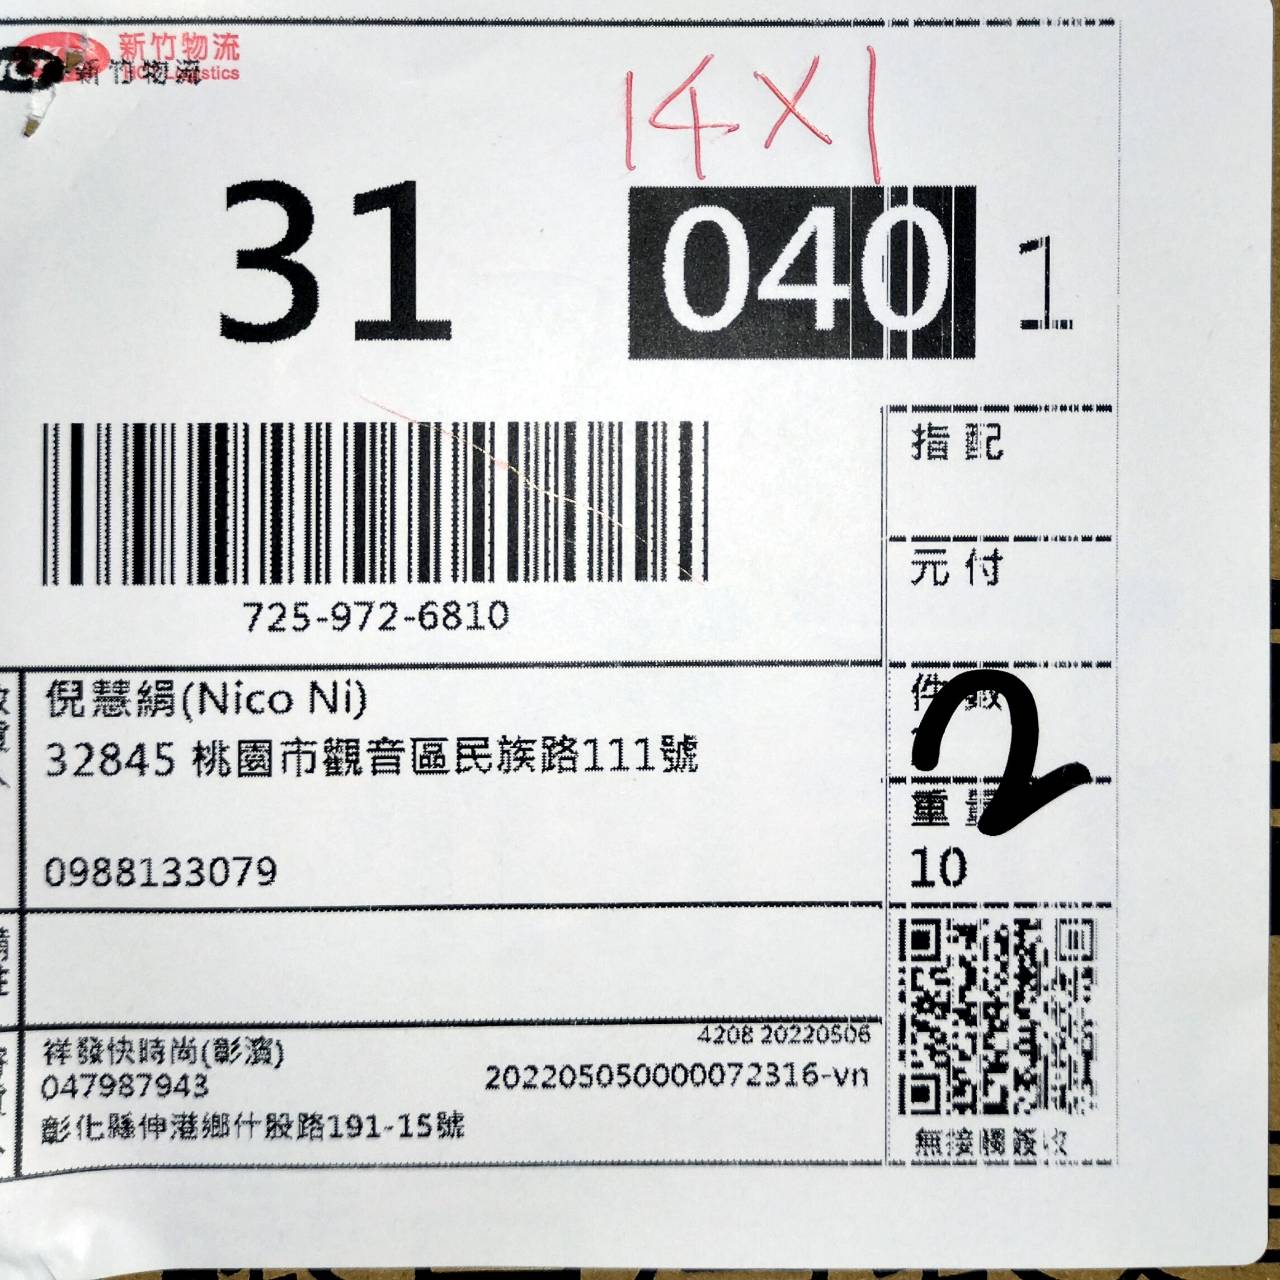 新竹物流
HCT Logistics
新竹物流
14X1
31
040
1
指配
725-972-6810
元付
件數
倪慧絹(Nico Ni)
32845 桃園市觀音區民族路111號
2
重量
10
0988133079
4208 20220506
祥發快時尚(彰濱)
047987943
202205050000072316-vn
彰化縣伸港鄉什股路191-15號
無接觸簽收